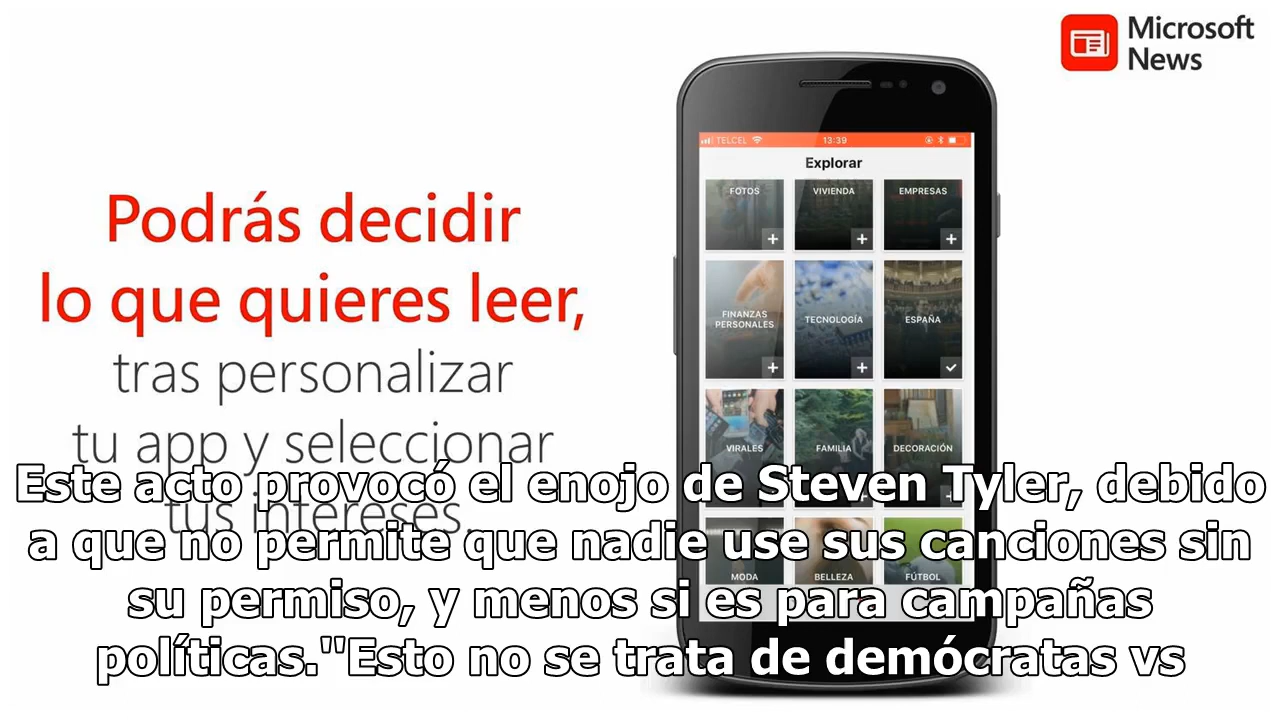 Microsoft
News
Podrás decidir
lo que quieres leer,
tras personalizar
tu app y seleccionar
tus intereses.
TELCEL 13:39
Explorar
FOTOS VIVIENDA EMPRESAS
FINANZAS
PERSONALES TECNOLOGÍA ESPAÑA
VIRALES FAMILIA DECORACIÓN
MODA BELLEZA FÚTBOL
Este acto provocó el enojo de Steven Tyler, debido
a que no permite que nadie use sus canciones sin
su permiso, y menos si es para campañas
políticas."Esto no se trata de demócratas vs